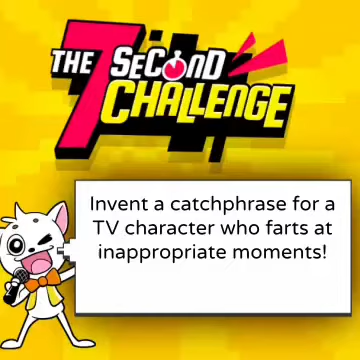 THE 7 SECOND
CHALLENGE
Invent a catchphrase for a
TV character who farts at
inappropriate moments!